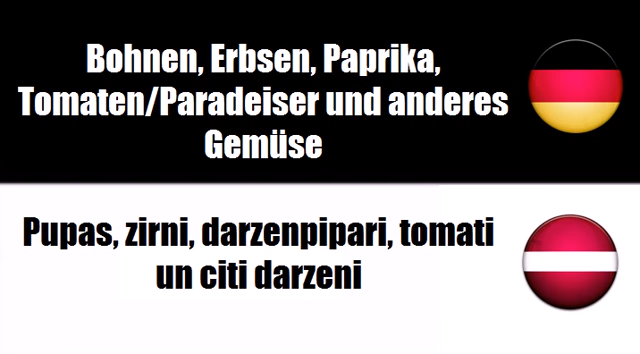 Bohnen, Erbsen, Paprika,
Tomaten/Paradeiser und anderes
Gemüse
Pupas, zirni, darzenpipari, tomati
un citi darzeni